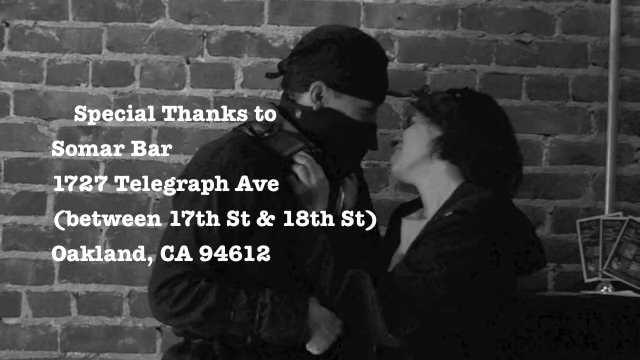 Special Thanks to
Somar Bar
1727 Telegraph Ave
(between 17th St & 18th St)
Oakland, CA 94612